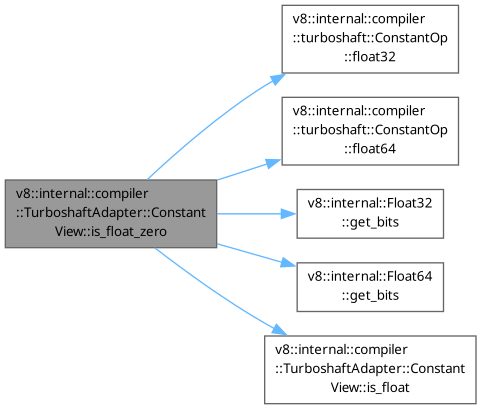 v8::internal::compiler
::turboshaft::ConstantOp
::float32
v8::internal::compiler
::turboshaft::ConstantOp
::float64
v8::internal::compiler
::TurboshaftAdapter::Constant
View::is_float_zero
v8::internal::Float32
::get_bits
v8::internal::Float64
::get_bits
v8::internal::compiler
::TurboshaftAdapter::Constant
View::is_float